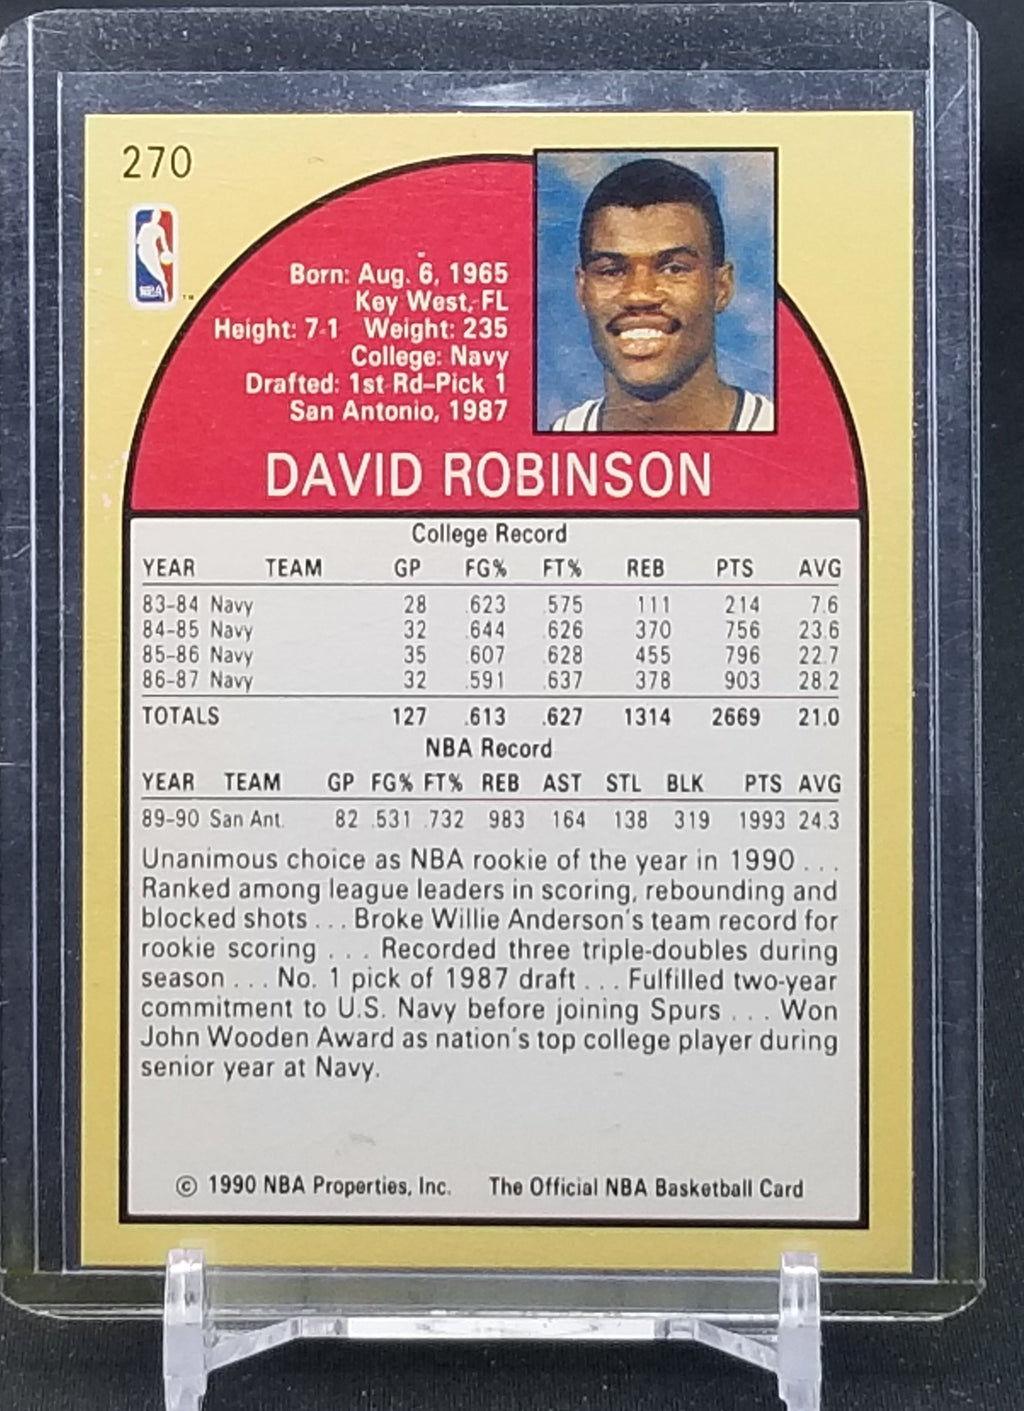 270
NBA
TM
Born: Aug. 6, 1965
Key West, FL
Height: 7-1 Weight: 235
College: Navy
Drafted: 1st Rd-Pick 1
San Antonio, 1987
DAVID ROBINSON
College Record
YEAR TEAM GP FG% FT% REB PTS AVG
83-84 Navy 28 .623 .575 111 214 7.6
84-85 Navy 32 .644 .626 370 756 23.6
85-86 Navy 35 .607 .628 455 796 22.7
86-87 Navy 32 .591 .637 378 903 28.2
TOTALS 127 .613 .627 1314 2669 21.0
NBA Record
YEAR TEAM GP FG% FT% REB AST STL BLK PTS AVG
89-90 San Ant. 82 .531 .732 983 164 138 319 1993 24.3
Unanimous choice as NBA rookie of the year in 1990 . . .
Ranked among league leaders in scoring, rebounding and
blocked shots . . . Broke Willie Anderson's team record for
rookie scoring . . . Recorded three triple-doubles during
season . . . No. 1 pick of 1987 draft . . . Fulfilled two-year
commitment to U.S. Navy before joining Spurs . . . Won
John Wooden Award as nation's top college player during
senior year at Navy.
© 1990 NBA Properties, Inc. The Official NBA Basketball Card